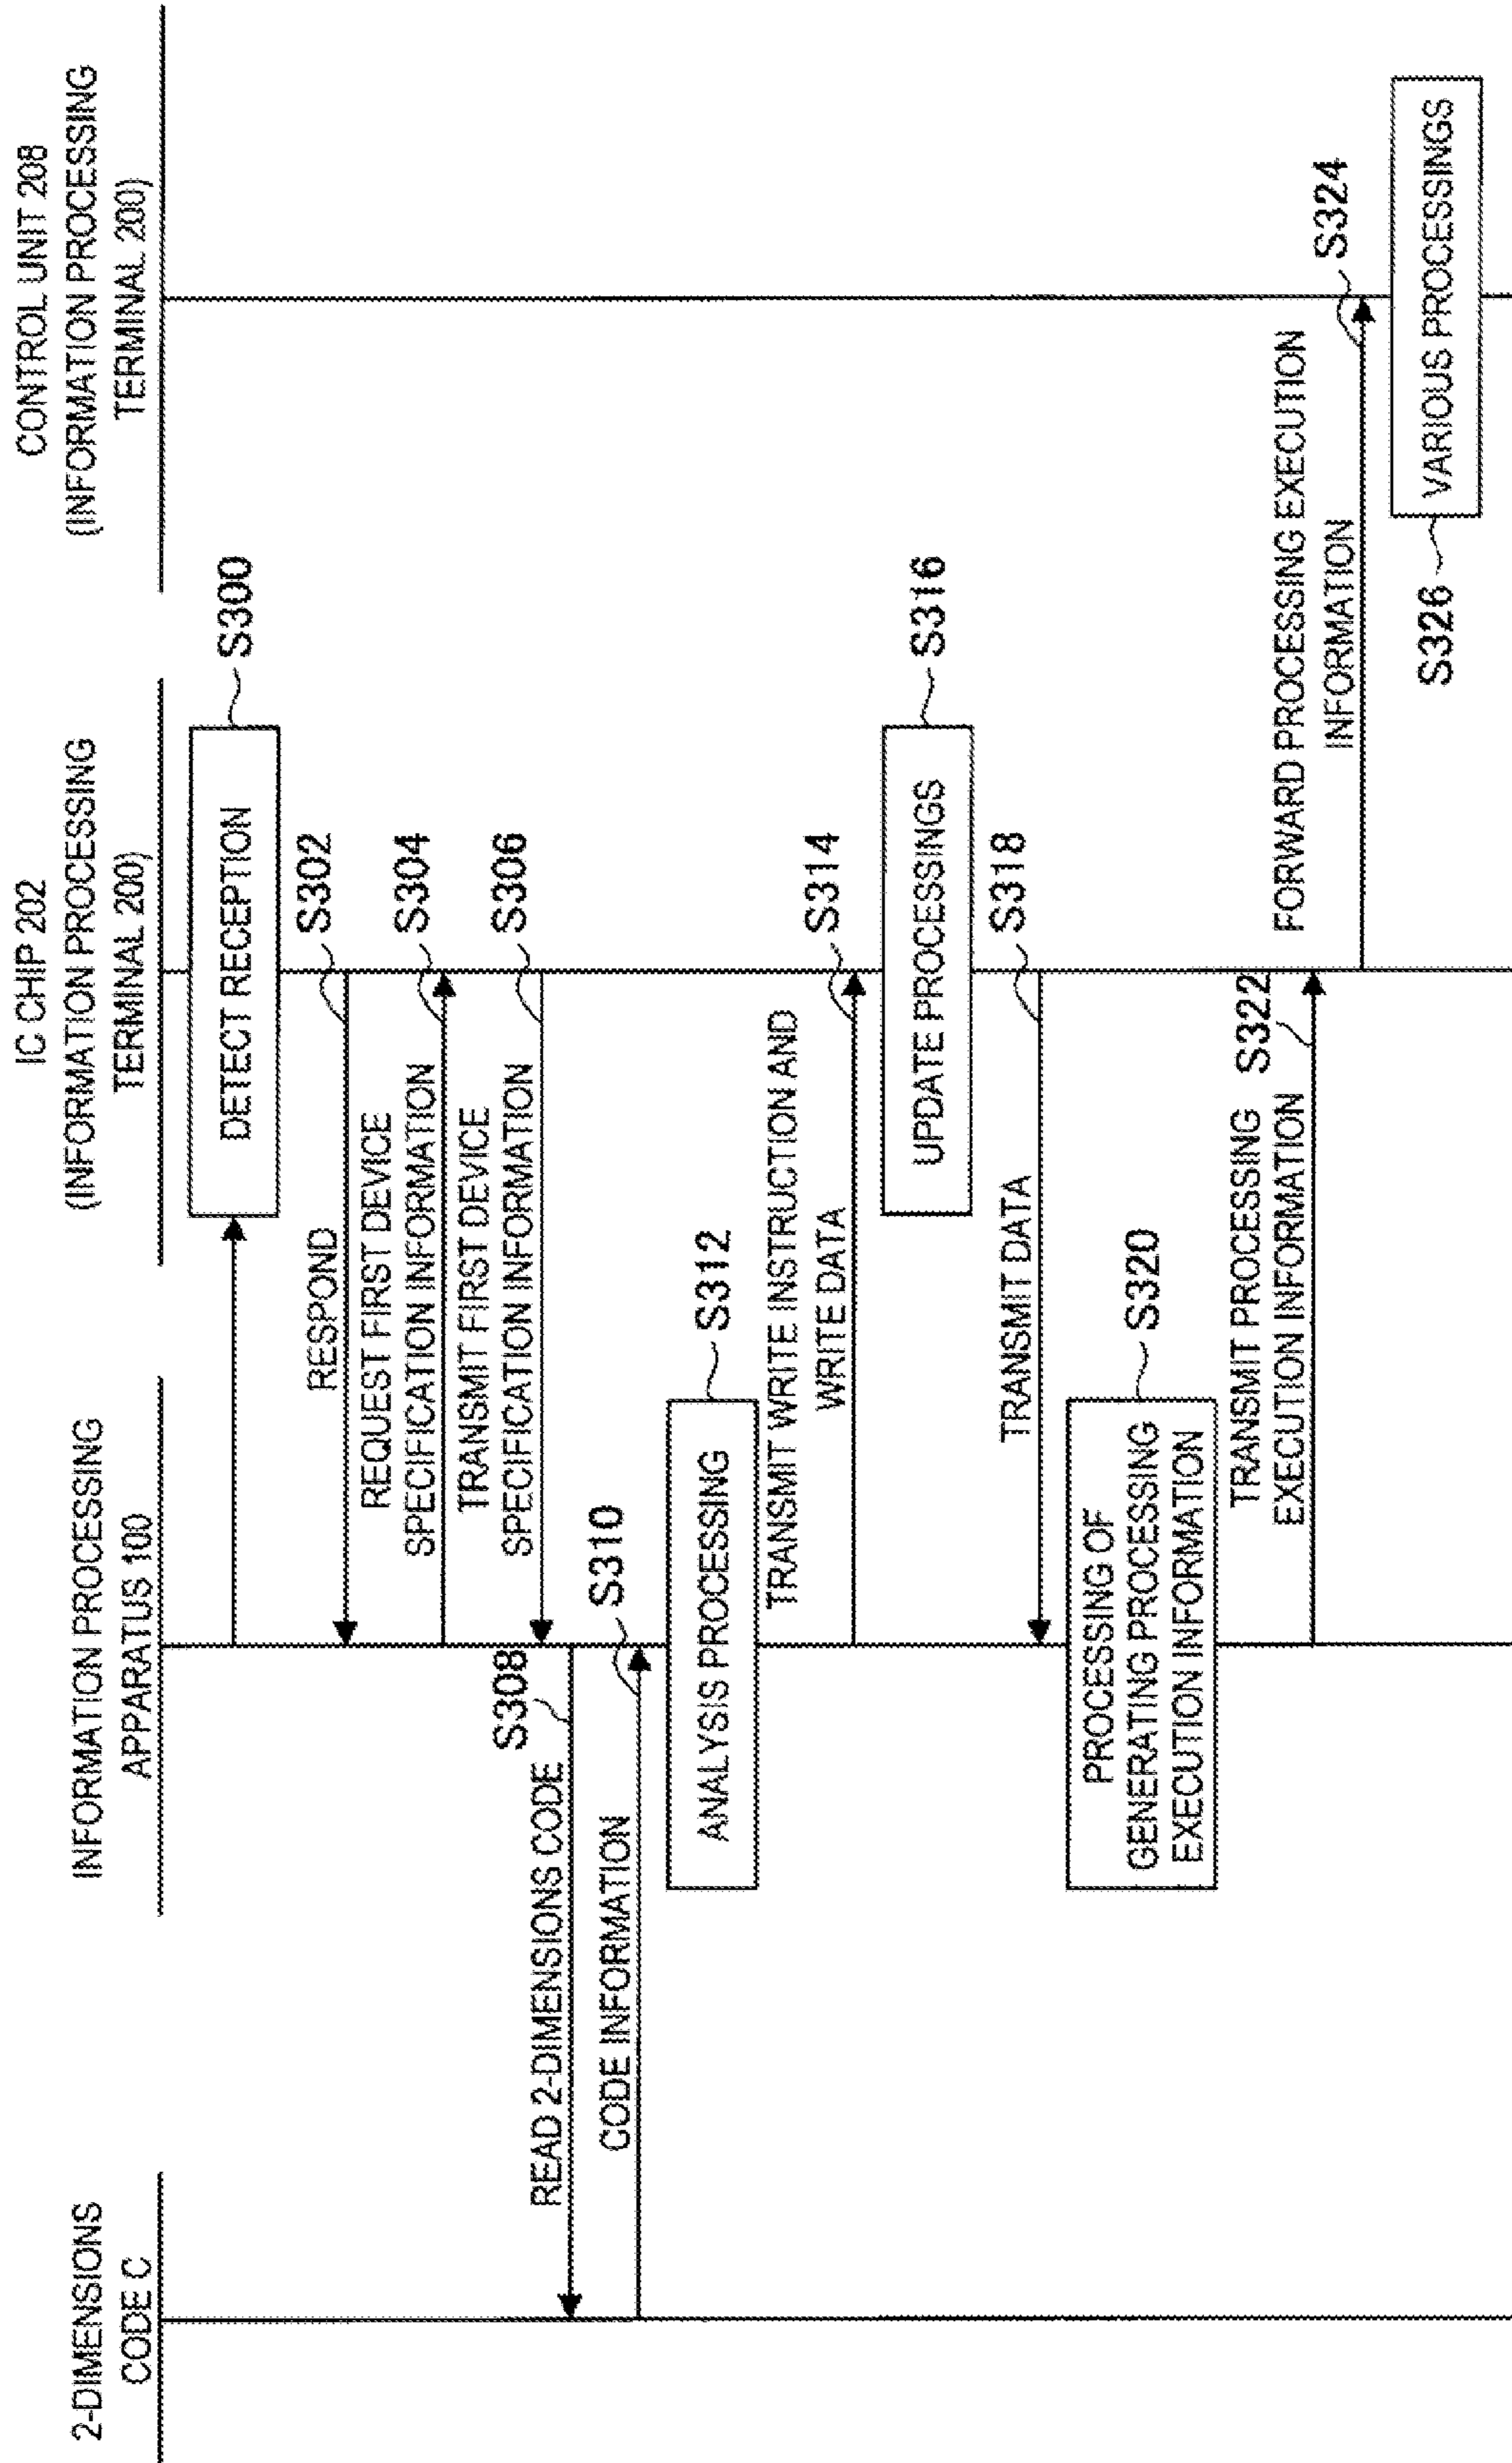 2-DIMENSIONS
CODE C
INFORMATION PROCESSING
APPARATUS 100
IC CHIP 202
(INFORMATION PROCESSING
TERMINAL 200)
CONTROL UNIT 208
(INFORMATION PROCESSING
TERMINAL 200)
DETECT RECEPTION
S300
RESPOND
S302
REQUEST FIRST DEVICE
SPECIFICATION INFORMATION
S304
TRANSMIT FIRST DEVICE
SPECIFICATION INFORMATION
S306
READ 2-DIMENSIONS CODE
S308
CODE INFORMATION
S310
ANALYSIS PROCESSING
S312
TRANSMIT WRITE INSTRUCTION AND
WRITE DATA
S314
UPDATE PROCESSINGS
S316
TRANSMIT DATA
S318
PROCESSING OF
GENERATING PROCESSING
EXECUTION INFORMATION
S320
TRANSMIT PROCESSING
EXECUTION INFORMATION
S322
FORWARD PROCESSING EXECUTION
INFORMATION
S324
VARIOUS PROCESSINGS
S326